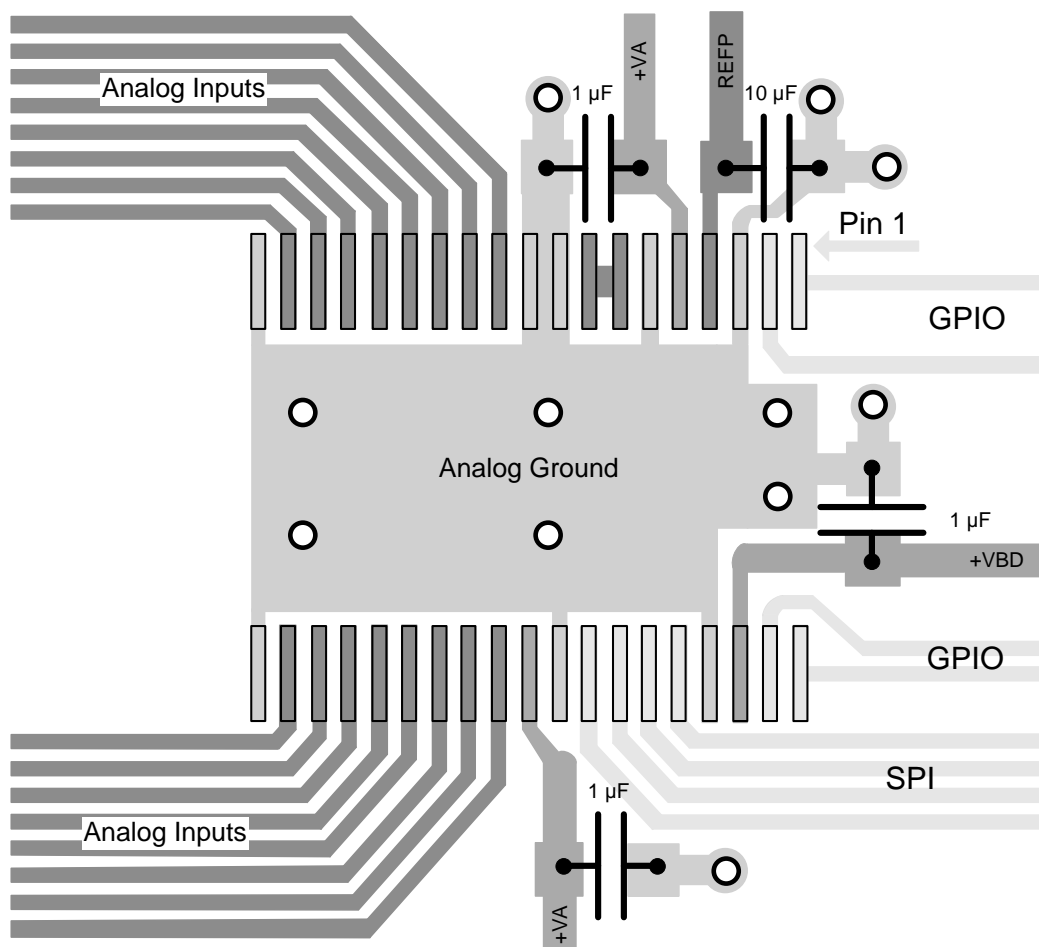 +VA
REFP
Analog Inputs
1 µF
10 µF
Pin 1
GPIO
Analog Ground
1 µF
+VBD
GPIO
SPI
1 µF
Analog Inputs
+VA